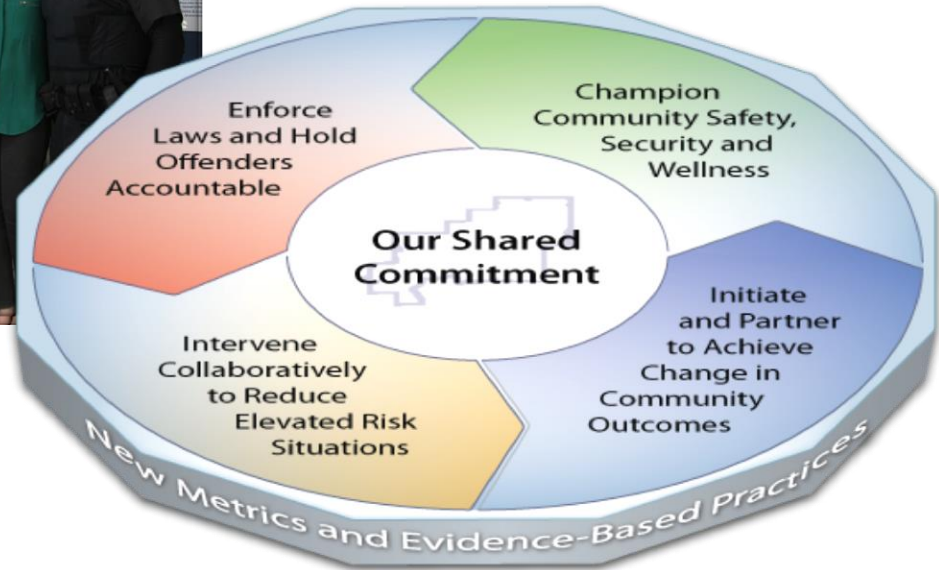 Enforce
Laws and Hold
Offenders
Accountable
Champion
Community Safety,
Security and
Wellness
Our Shared
Commitment
Intervene
Collaboratively
to Reduce
Elevated Risk
Situations
Initiate
and Partner
to Achieve
Change in
Community
Outcomes
New Metrics and Evidence-Based Practices